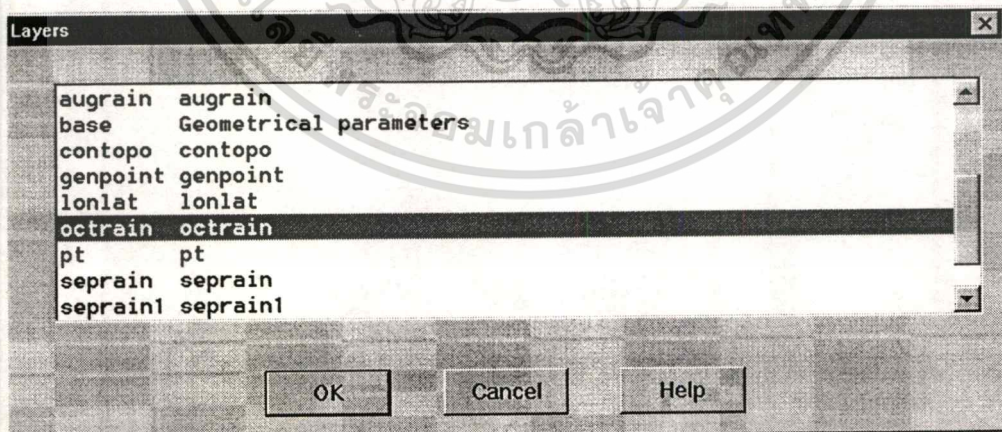 Layers
augrain augrain
base Geometrical parameters
contopo contopo
genpoint genpoint
lonlat lonlat
octrain octrain
pt pt
seprain seprain
seprain1 seprain1
OK Cancel Help